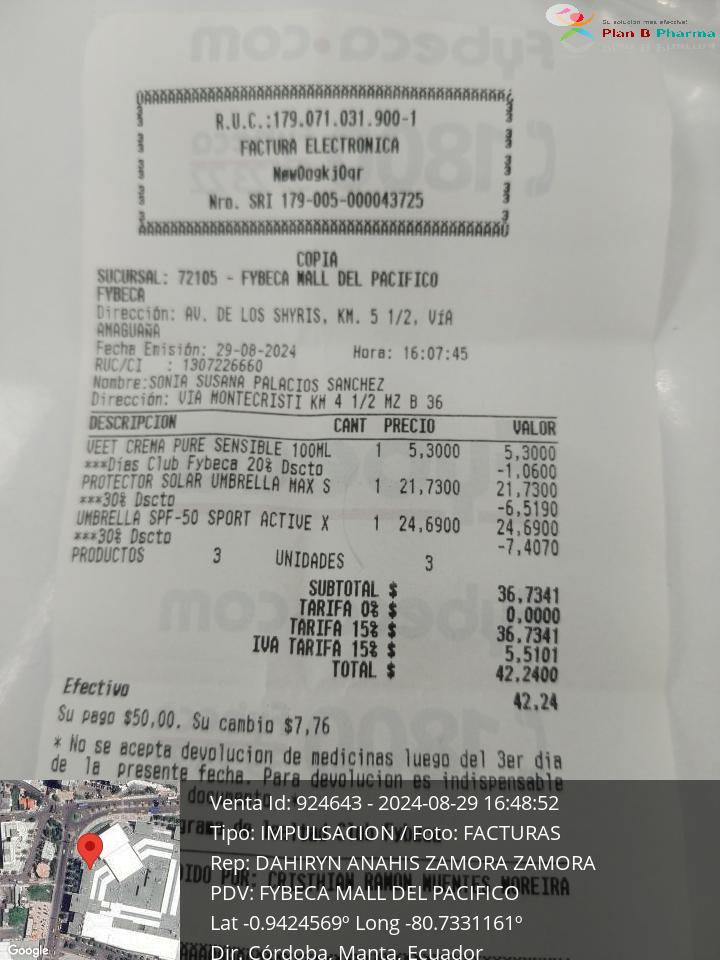 Su solución más efectiva!
Plan B Pharma
R.U.C.:179.071.031.900-1
FACTURA ELECTRONICA
NewOogkjOqr
Nro. SRI 179-005-000043725
COPIA
SUCURSAL: 72105 - FYBECA MALL DEL PACIFICO
FYBECA
Dirección: AV. DE LOS SHYRIS, KM. 5 1/2, VíA
AMAGUAÑA
Fecha Emisión: 29-08-2024 Hora: 16:07:45
RUC/CI : 1307226660
Nombre:SONIA SUSANA PALACIOS SANCHEZ
Dirección: VIA MONTECRISTI KM 4 1/2 MZ B 36
DESCRIPCION CANT PRECIO VALOR
VEET CREMA PURE SENSIBLE 100ML 1 5,3000 5,3000
***Días Club Fybeca 20% Dscto -1,0600
PROTECTOR SOLAR UMBRELLA MAX S 1 21,7300 21,7300
***30% Dscto -6,5190
UMBRELLA SPF-50 SPORT ACTIVE X 1 24,6900 24,6900
***30% Dscto -7,4070
PRODUCTOS 3 UNIDADES 3
SUBTOTAL $ 36,7341
TARIFA 0% $ 0,0000
TARIFA 15% $ 36,7341
IVA TARIFA 15% $ 5,5101
TOTAL $ 42,2400
Efectivo 42,24
Su pago $50,00. Su cambio $7,76
* No se acepta devolucion de medicinas luego del 3er dia
de la presente fecha. Para devolucion es indispensable
Venta Id: 924643 - 2024-08-29 16:48:52
Tipo: IMPULSACION / Foto: FACTURAS
Rep: DAHIRYN ANAHIS ZAMORA ZAMORA
PDV: FYBECA MALL DEL PACIFICO
Lat -0.9424569º Long -80.7331161º
Dir. Córdoba, Manta, Ecuador
Google